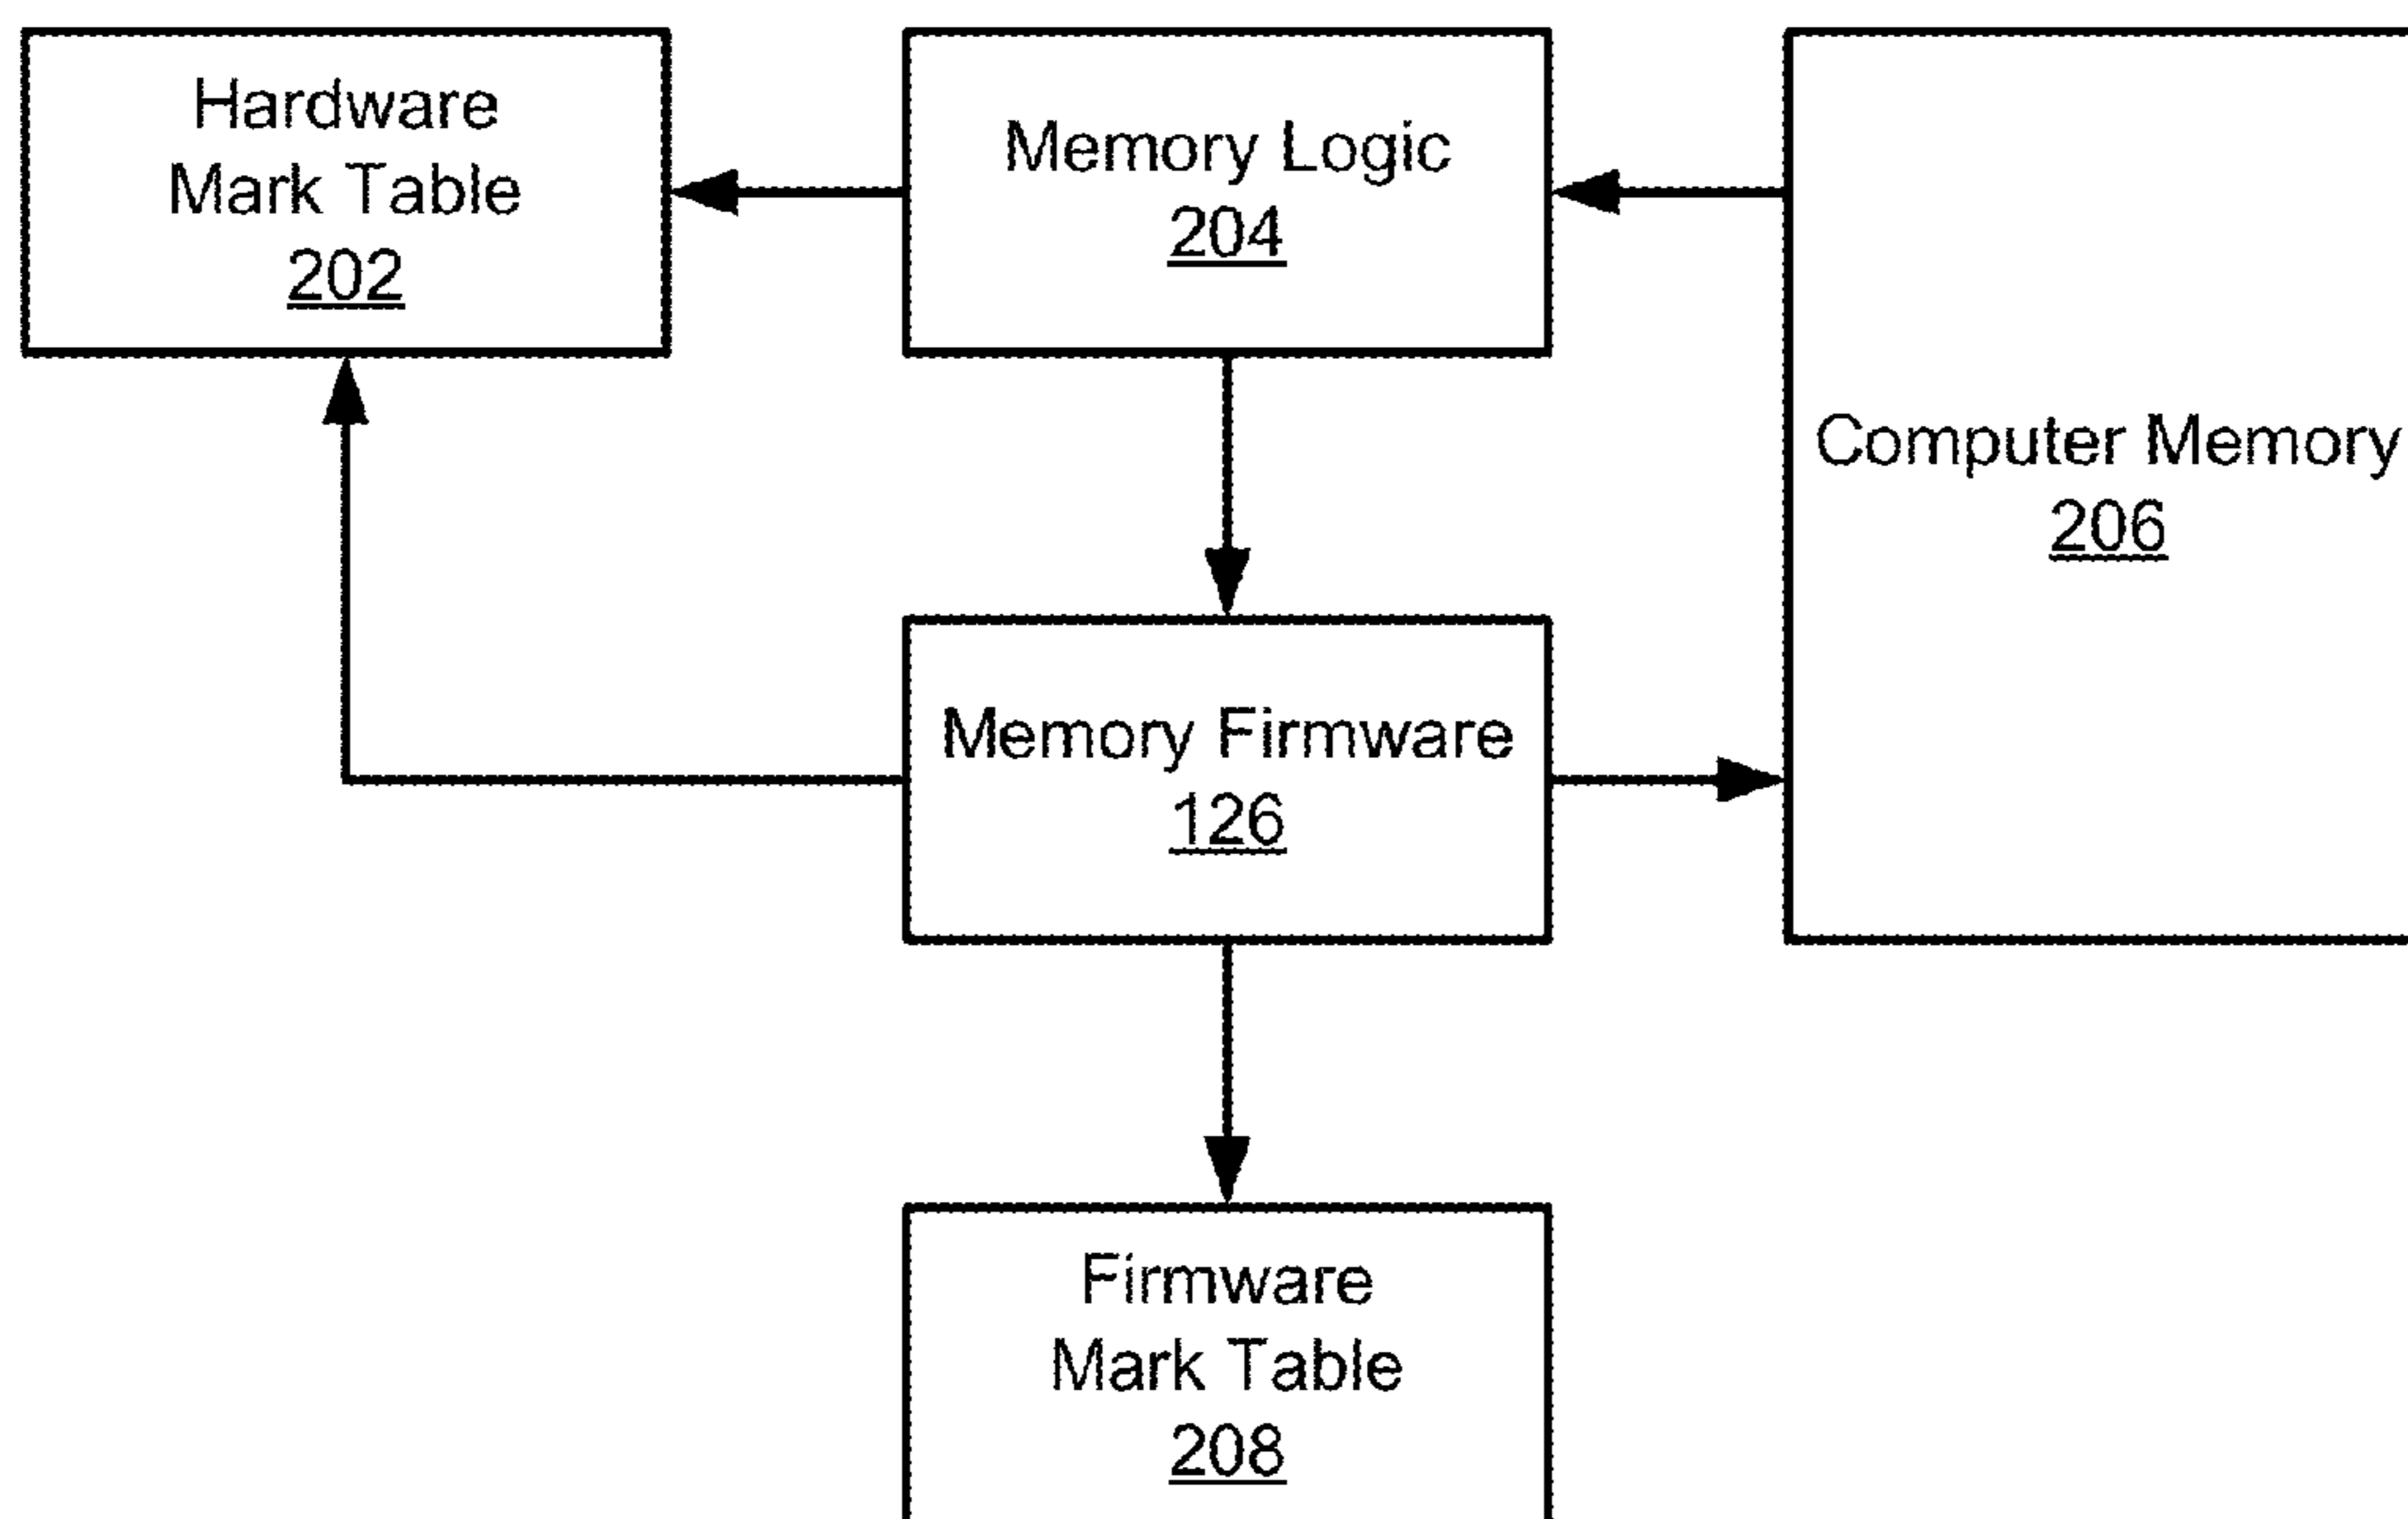 Hardware
Mark Table
202
Memory Logic
204
Computer Memory
206
Memory Firmware
126
Firmware
Mark Table
208